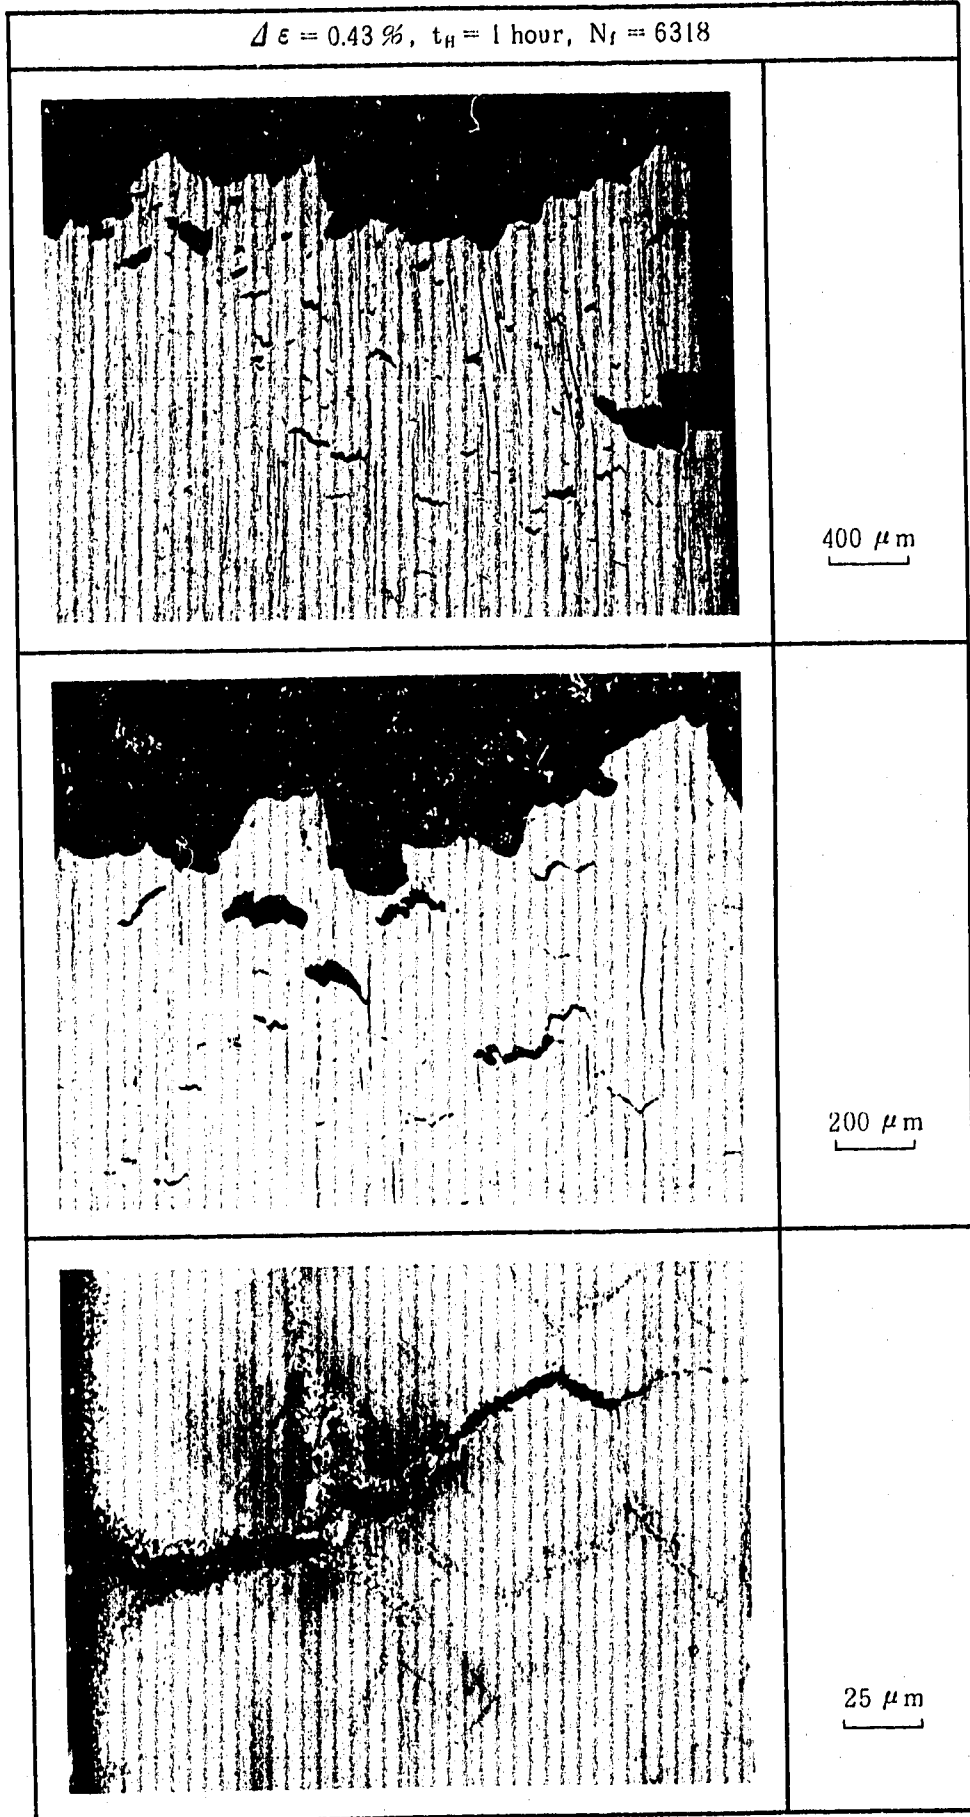 Δ ε = 0.43 %, t_H = 1 hour, N_f = 6318
400 μm
200 μm
25 μm